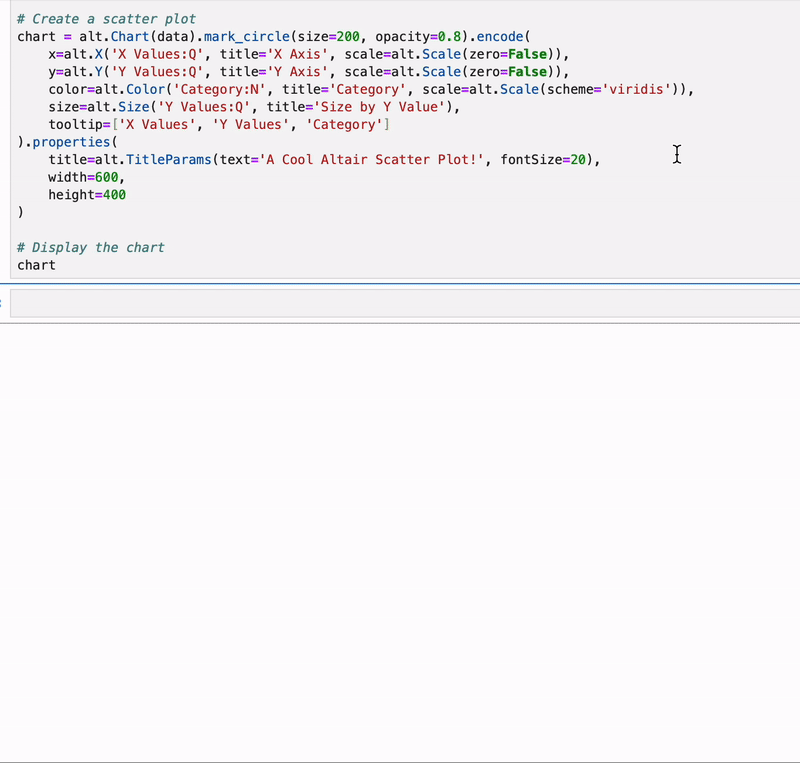 # Create a scatter plot
chart = alt.Chart(data).mark_circle(size=200, opacity=0.8).encode(
    x=alt.X('X Values:Q', title='X Axis', scale=alt.Scale(zero=False)),
    y=alt.Y('Y Values:Q', title='Y Axis', scale=alt.Scale(zero=False)),
    color=alt.Color('Category:N', title='Category', scale=alt.Scale(scheme='viridis')),
    size=alt.Size('Y Values:Q', title='Size by Y Value'),
    tooltip=['X Values', 'Y Values', 'Category']
).properties(
    title=alt.TitleParams(text='A Cool Altair Scatter Plot!', fontSize=20),
    width=600,
    height=400
)
# Display the chart
chart